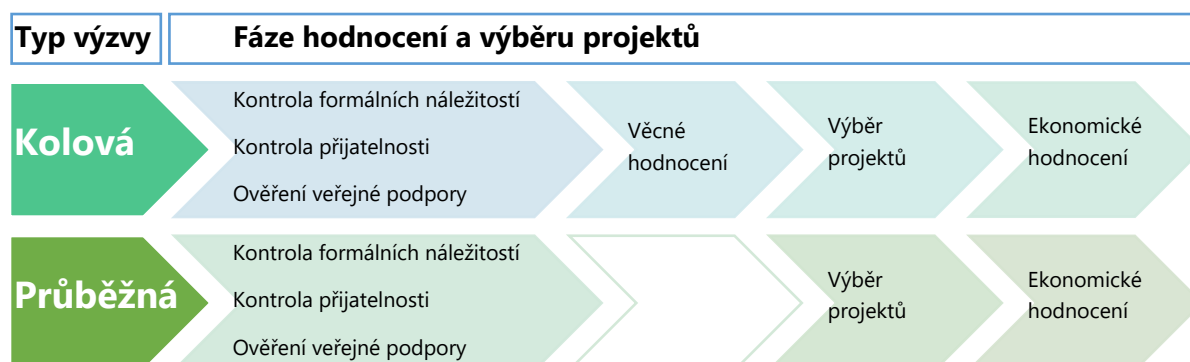 Typ výzvy
Fáze hodnocení a výběru projektů
Kolová
Kontrola formálních náležitostí
Kontrola přijatelnosti
Ověření veřejné podpory
Věcné
hodnocení
Výběr
projektů
Ekonomické
hodnocení
Průběžná
Kontrola formálních náležitostí
Kontrola přijatelnosti
Ověření veřejné podpory
Výběr
projektů
Ekonomické
hodnocení